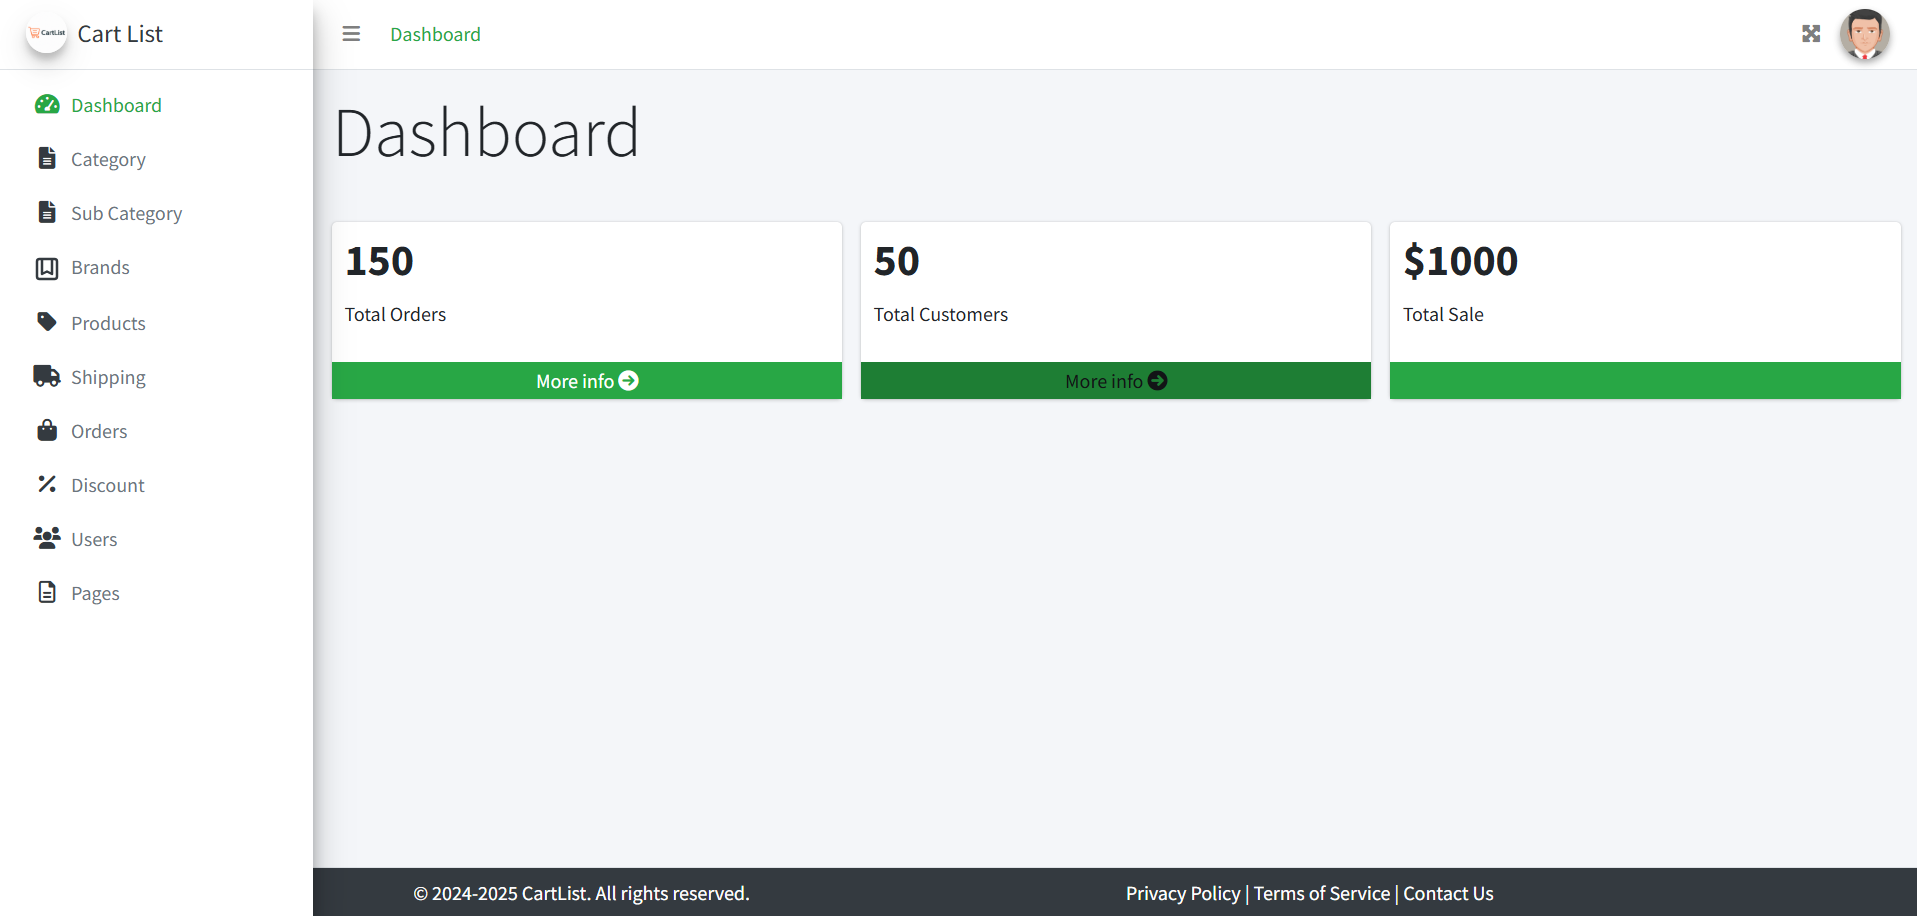 CartList
Cart List
Dashboard
Category
Sub Category
Brands
Products
Shipping
Orders
Discount
Users
Pages
Dashboard
Dashboard
150
Total Orders
More info
50
Total Customers
More info
$1000
Total Sale
© 2024-2025 CartList. All rights reserved.
Privacy Policy | Terms of Service | Contact Us